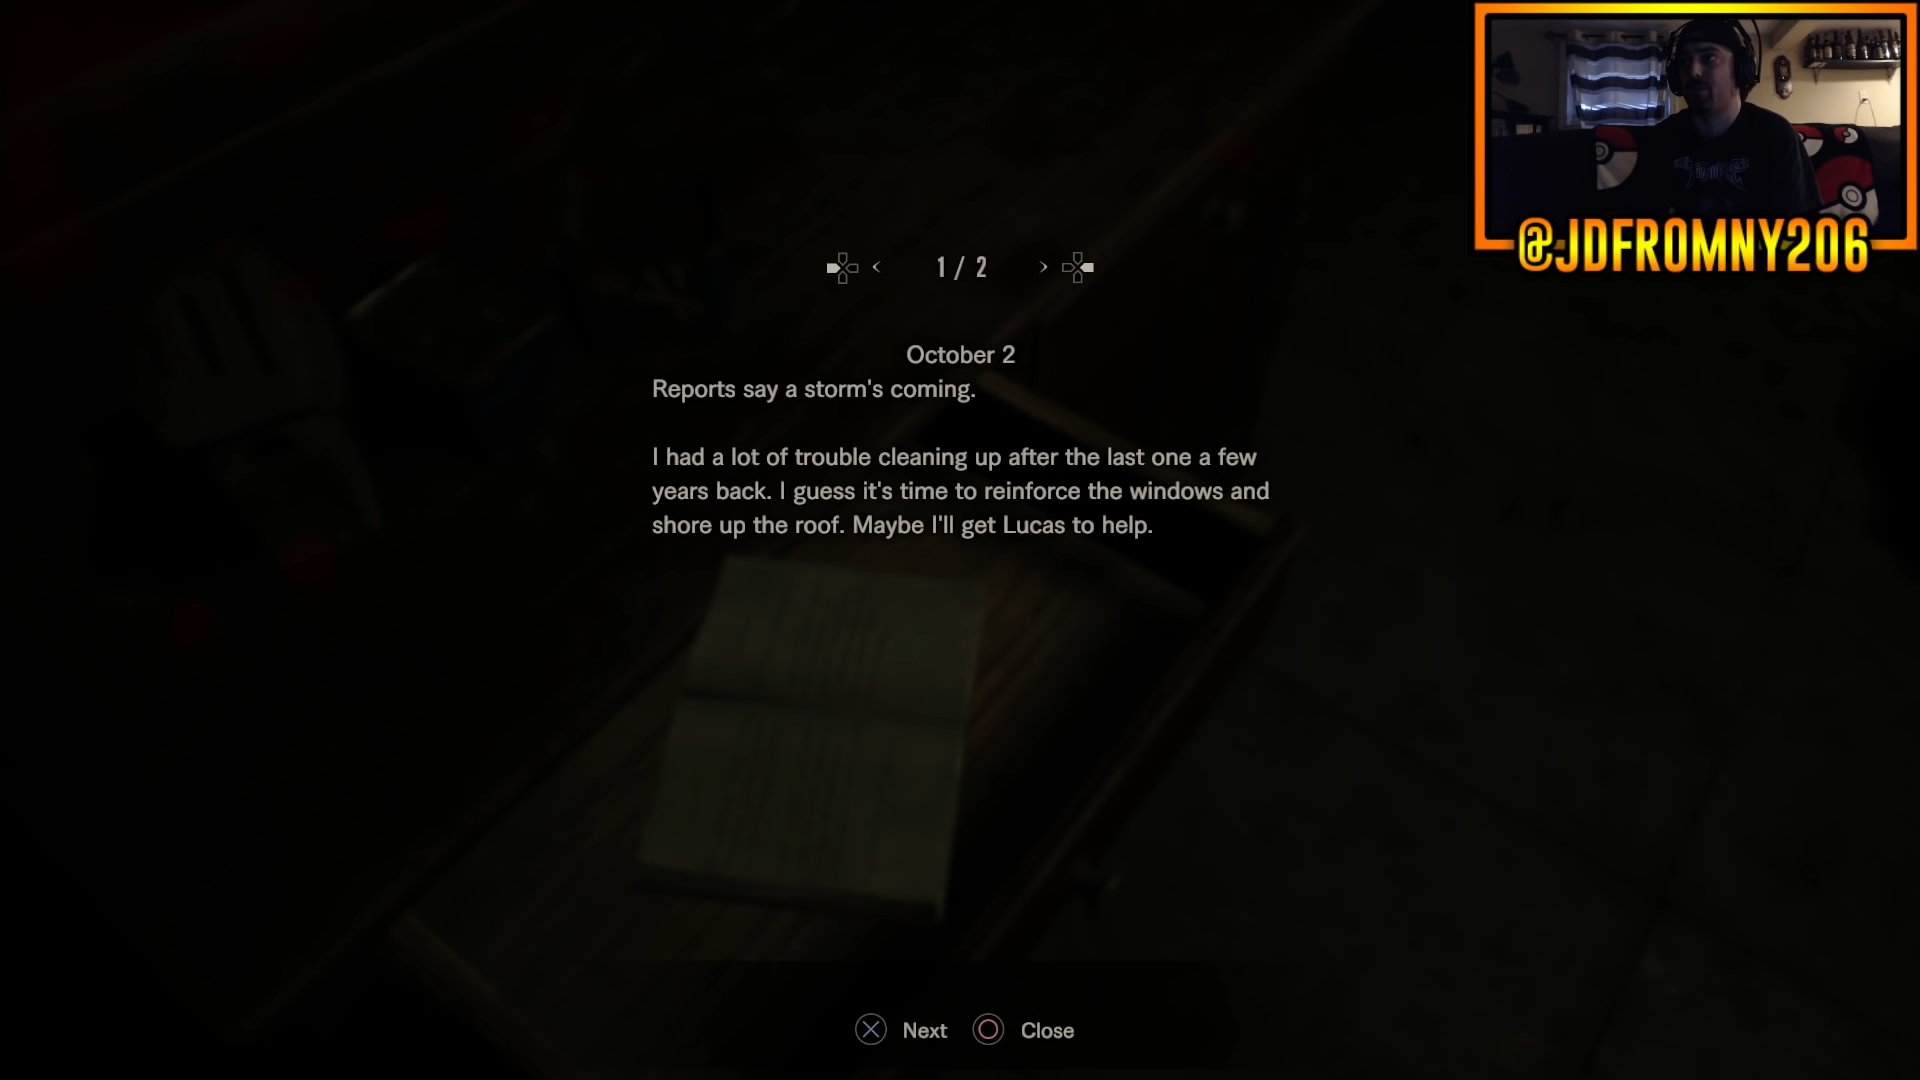 @JDFROMNY206
1 / 2
October 2
Reports say a storm's coming.
I had a lot of trouble cleaning up after the last one a few
years back. I guess it's time to reinforce the windows and
shore up the roof. Maybe I'll get Lucas to help.
Next Close